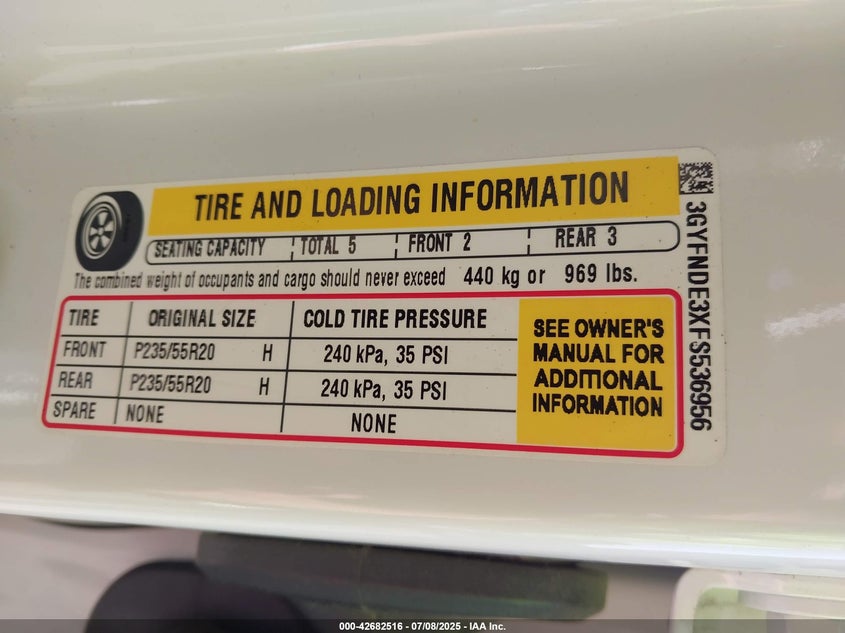 TIRE AND LOADING INFORMATION
SEATING CAPACITY TOTAL 5 FRONT 2 REAR 3
The combined weight of occupants and cargo should never exceed 440 kg or 969 lbs.
TIRE ORIGINAL SIZE COLD TIRE PRESSURE
FRONT P235/55R20 H 240 kPa, 35 PSI
REAR P235/55R20 H 240 kPa, 35 PSI
SPARE NONE NONE
SEE OWNER'S
MANUAL FOR
ADDITIONAL
INFORMATION
3GYFNDE3XFS536956
000-42682516 - 07/08/2025 - IAA Inc.